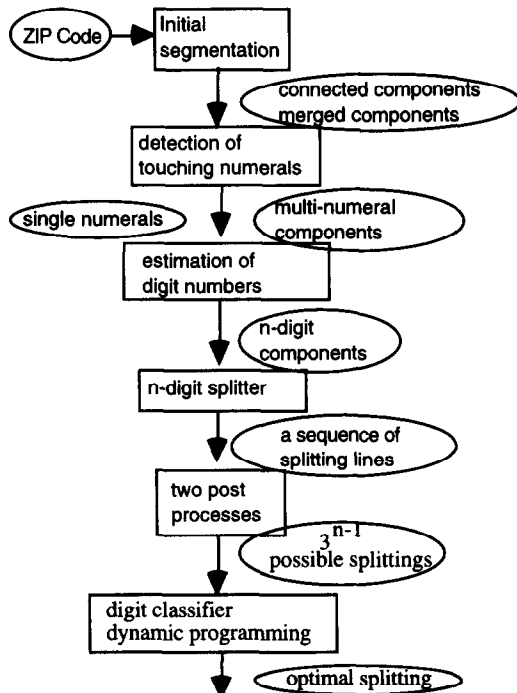 ZIP Code
Initial
segmentation
connected components
merged components
detection of
touching numerals
single numerals
multi-numeral
components
estimation of
digit numbers
n-digit
components
n-digit splitter
a sequence of
splitting lines
two post
processes
3^{n-1}
possible splittings
digit classifier
dynamic programming
optimal splitting